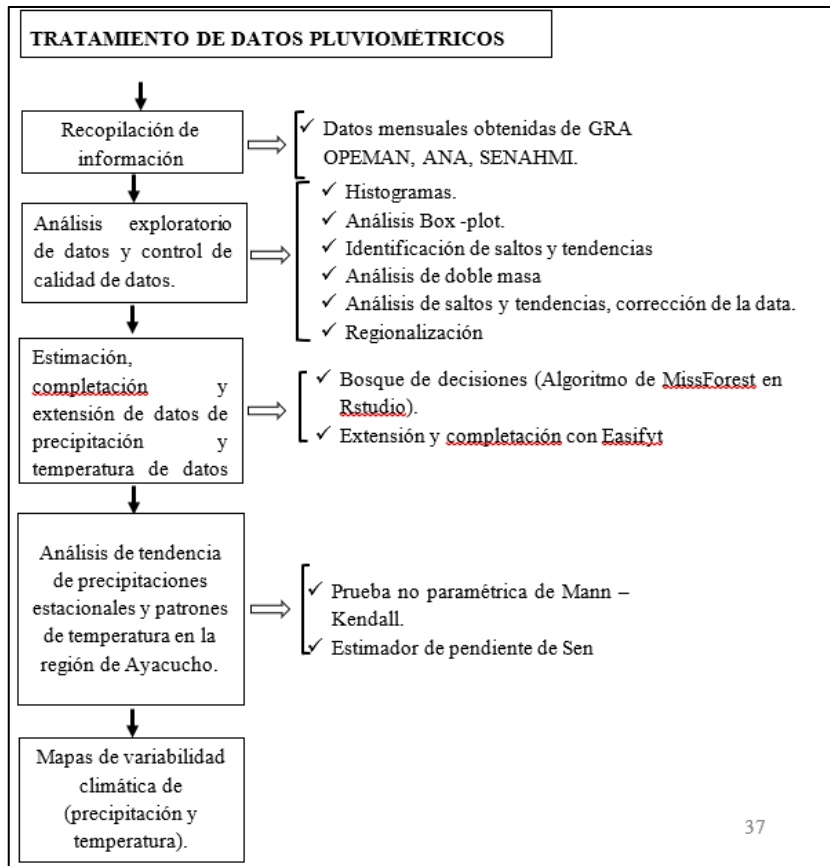 TRATAMIENTO DE DATOS PLUVIOMÉTRICOS
Recopilación de
información
✓ Datos mensuales obtenidas de GRA
OPEMAN, ANA, SENAHMI.
Análisis exploratorio
de datos y control de
calidad de datos.
✓ Histogramas.
✓ Análisis Box -plot.
✓ Identificación de saltos y tendencias
✓ Análisis de doble masa
✓ Análisis de saltos y tendencias, corrección de la data.
✓ Regionalización
Estimación,
completación y
extensión de datos de
precipitación y
temperatura de datos
✓ Bosque de decisiones (Algoritmo de MissForest en
Rstudio).
✓ Extensión y completación con Easifyt
Análisis de tendencia
de precipitaciones
estacionales y patrones
de temperatura en la
región de Ayacucho.
✓ Prueba no paramétrica de Mann –
Kendall.
✓ Estimador de pendiente de Sen
Mapas de variabilidad
climática de
(precipitación y
temperatura).
37